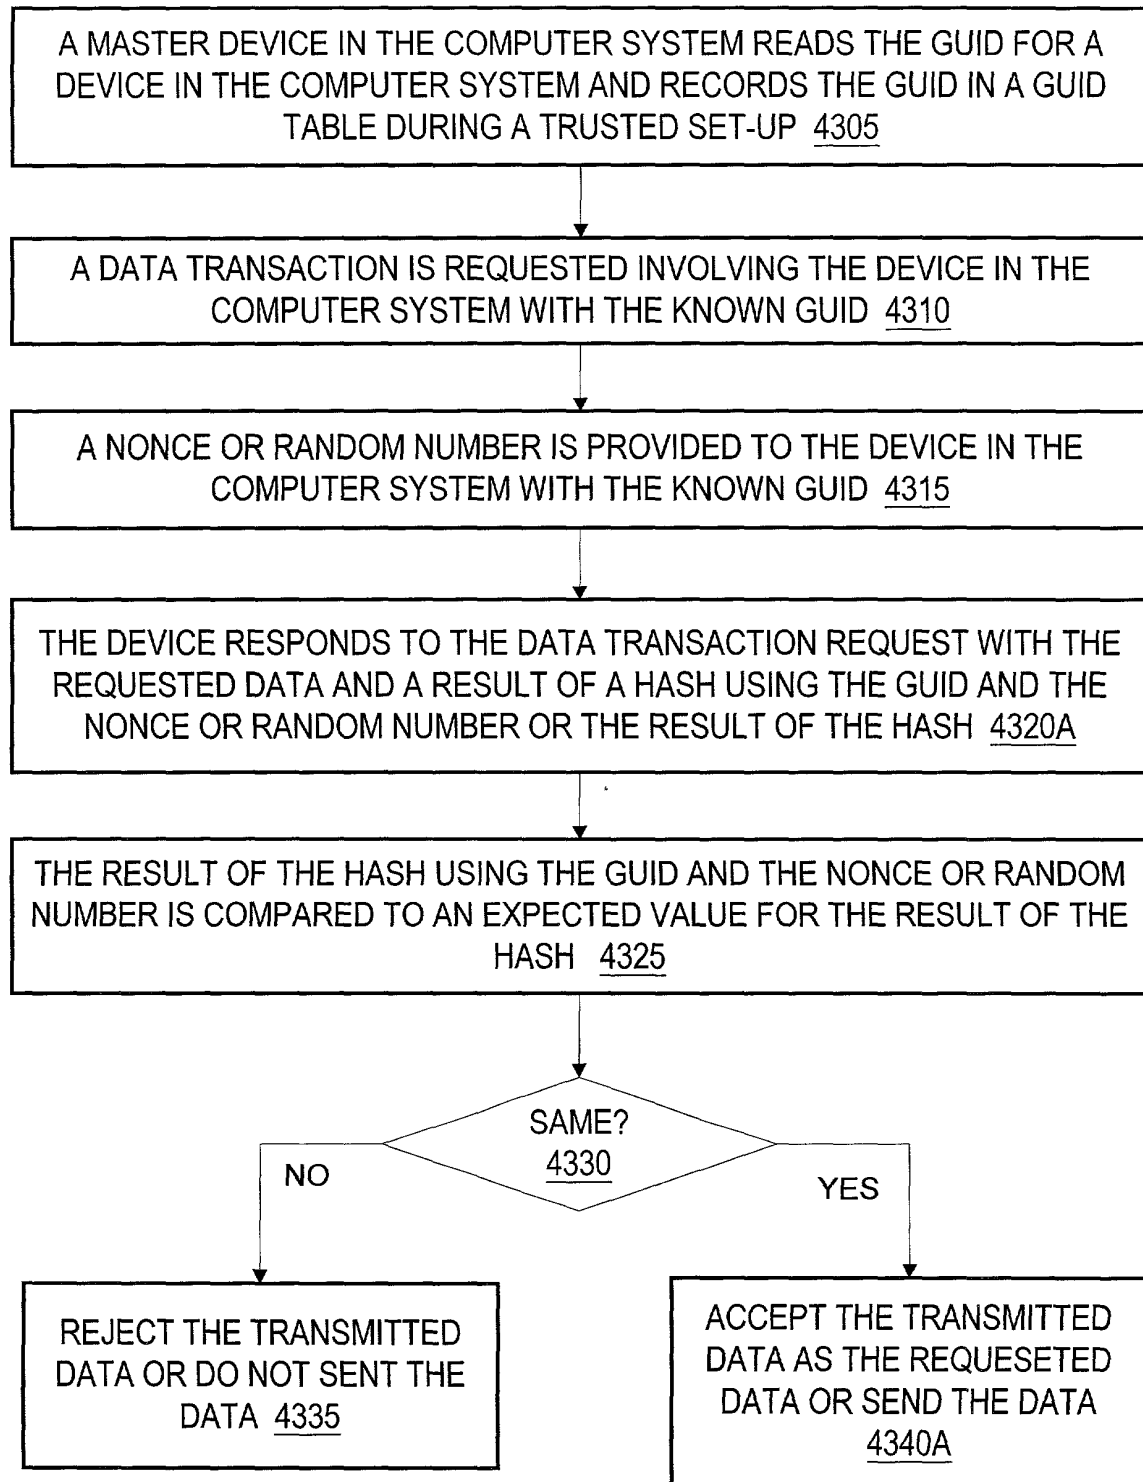 A MASTER DEVICE IN THE COMPUTER SYSTEM READS THE GUID FOR A
DEVICE IN THE COMPUTER SYSTEM AND RECORDS THE GUID IN A GUID
TABLE DURING A TRUSTED SET-UP 4305
A DATA TRANSACTION IS REQUESTED INVOLVING THE DEVICE IN THE
COMPUTER SYSTEM WITH THE KNOWN GUID 4310
A NONCE OR RANDOM NUMBER IS PROVIDED TO THE DEVICE IN THE
COMPUTER SYSTEM WITH THE KNOWN GUID 4315
THE DEVICE RESPONDS TO THE DATA TRANSACTION REQUEST WITH THE
REQUESTED DATA AND A RESULT OF A HASH USING THE GUID AND THE
NONCE OR RANDOM NUMBER OR THE RESULT OF THE HASH 4320A
THE RESULT OF THE HASH USING THE GUID AND THE NONCE OR RANDOM
NUMBER IS COMPARED TO AN EXPECTED VALUE FOR THE RESULT OF THE
HASH 4325
SAME?
4330
NO
YES
REJECT THE TRANSMITTED
DATA OR DO NOT SENT THE
DATA 4335
ACCEPT THE TRANSMITTED
DATA AS THE REQUESETED
DATA OR SEND THE DATA
4340A